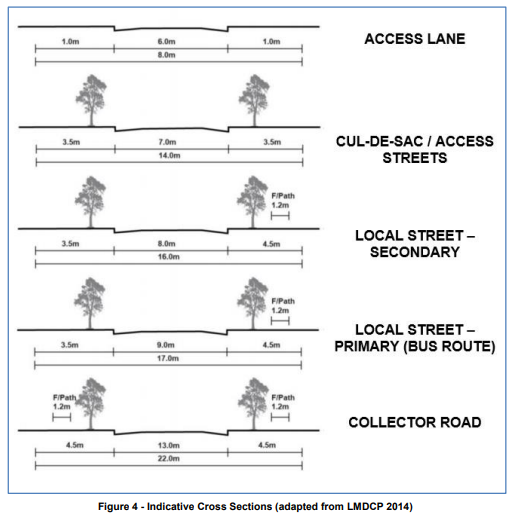 1.0m 6.0m 1.0m
8.0m
ACCESS LANE
3.5m 7.0m 3.5m
14.0m
CUL-DE-SAC / ACCESS
STREETS
F/Path
1.2m
3.5m 8.0m 4.5m
16.0m
LOCAL STREET –
SECONDARY
F/Path
1.2m
3.5m 9.0m 4.5m
17.0m
LOCAL STREET –
PRIMARY (BUS ROUTE)
F/Path F/Path
1.2m 1.2m
4.5m 13.0m 4.5m
22.0m
COLLECTOR ROAD
Figure 4 - Indicative Cross Sections (adapted from LMDCP 2014)